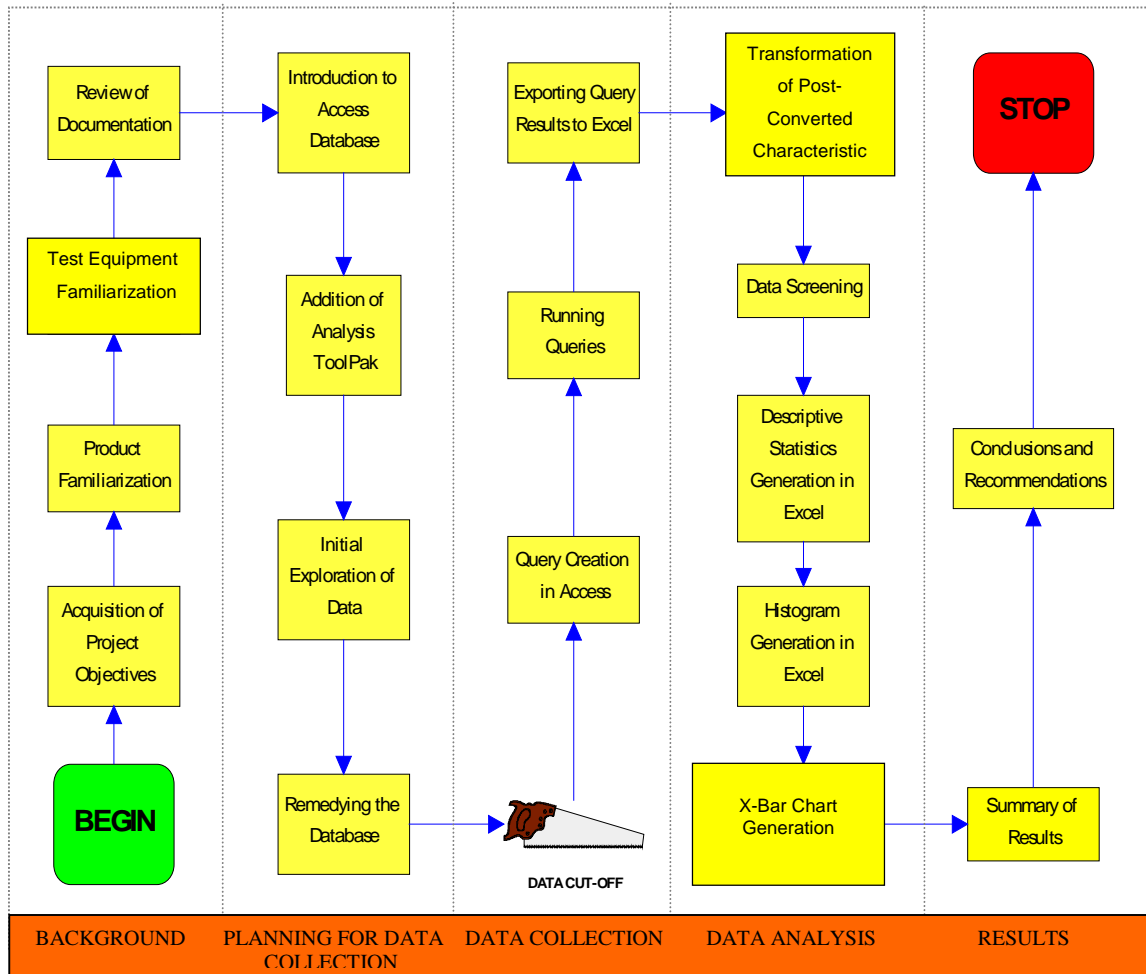 BEGIN
Acquisition of
Project
Objectives
Product
Familiarization
Test Equipment
Familiarization
Review of
Documentation
Introduction to
Access
Database
Addition of
Analysis
ToolPak
Initial
Exploration of
Data
Remedying the
Database
DATA CUT-OFF
Query Creation
in Access
Running
Queries
Exporting Query
Results to Excel
Transformation
of Post-
Converted
Characteristic
Data Screening
Descriptive
Statistics
Generation in
Excel
Histogram
Generation in
Excel
X-Bar Chart
Generation
Summary of
Results
Conclusions and
Recommendations
STOP
BACKGROUND
PLANNING FOR DATA
COLLECTION
DATA COLLECTION
DATA ANALYSIS
RESULTS